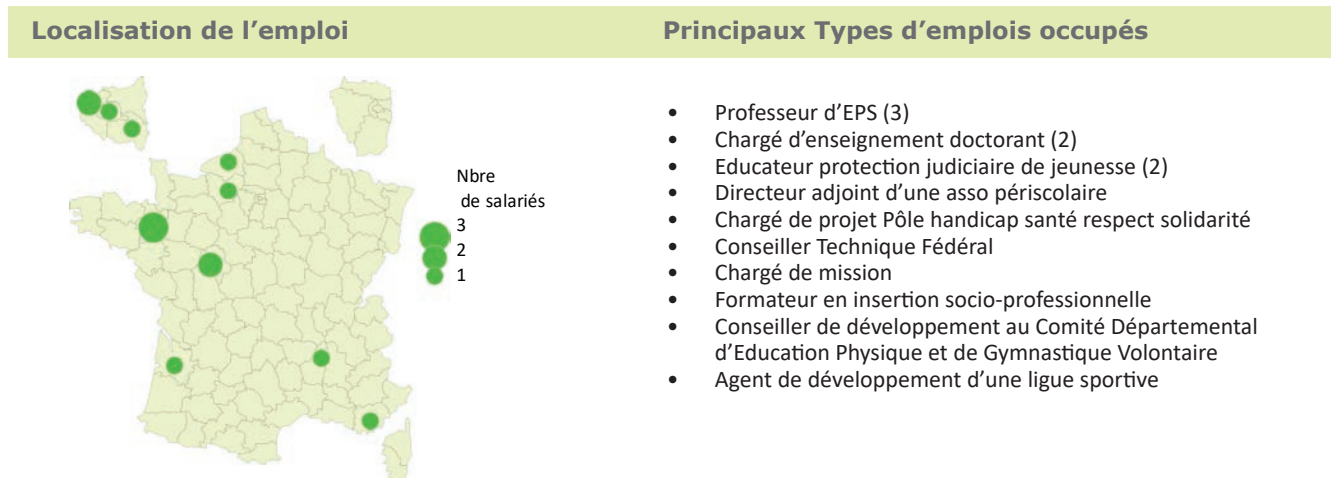 Localisation de l’emploi
Principaux Types d’emplois occupés
Nbre
de salariés
3
2
1
• Professeur d’EPS (3)
• Chargé d’enseignement doctorant (2)
• Educateur protection judiciaire de jeunesse (2)
• Directeur adjoint d’une asso périscolaire
• Chargé de projet Pôle handicap santé respect solidarité
• Conseiller Technique Fédéral
• Chargé de mission
• Formateur en insertion socio-professionnelle
• Conseiller de développement au Comité Départemental
d’Education Physique et de Gymnastique Volontaire
• Agent de développement d’une ligue sportive